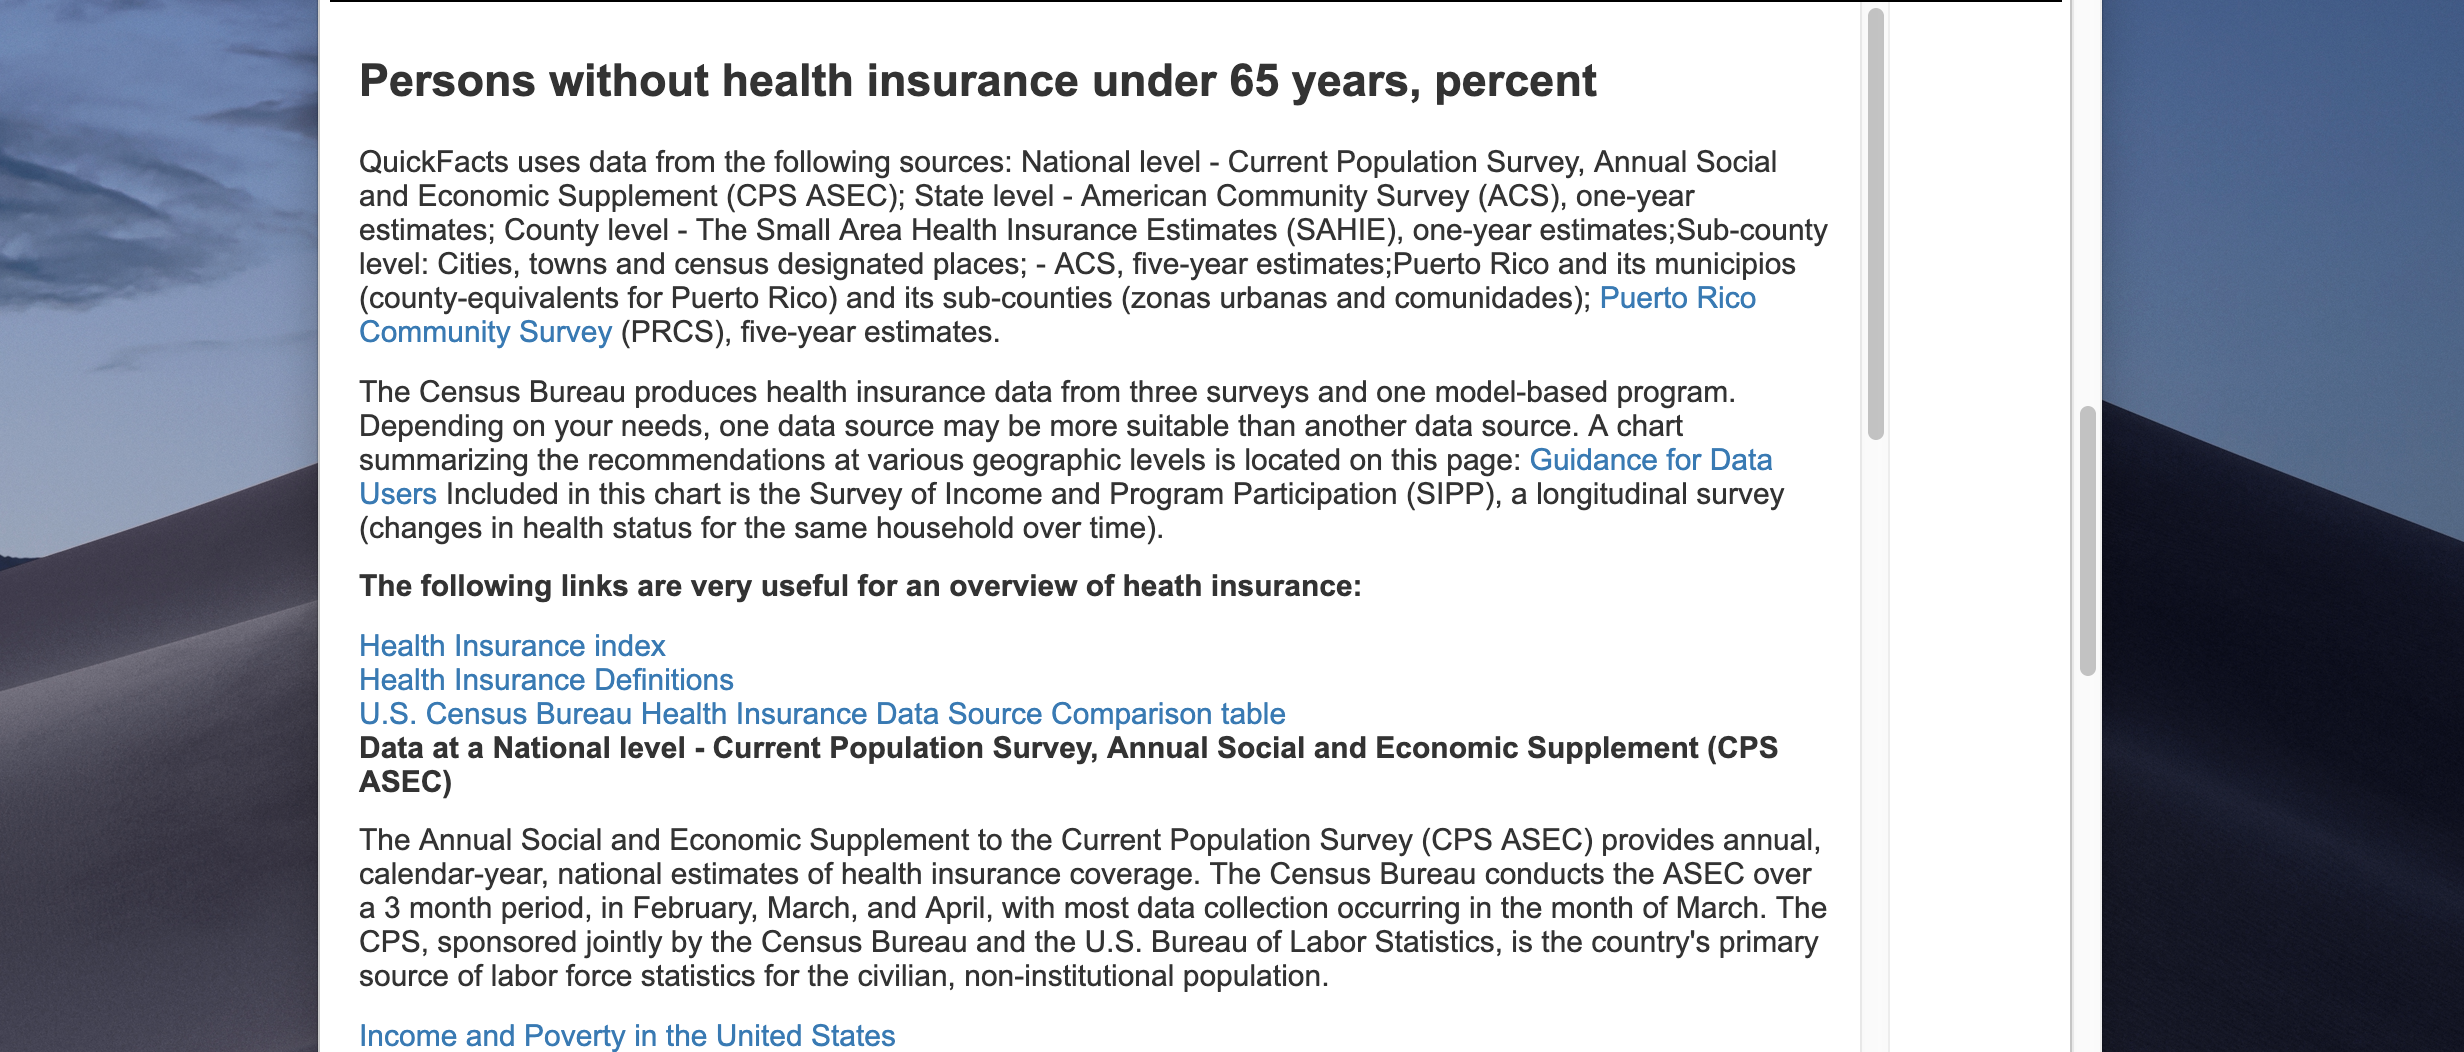 Persons without health insurance under 65 years, percent
QuickFacts uses data from the following sources: National level - Current Population Survey, Annual Social
and Economic Supplement (CPS ASEC); State level - American Community Survey (ACS), one-year
estimates; County level - The Small Area Health Insurance Estimates (SAHIE), one-year estimates;Sub-county
level: Cities, towns and census designated places; - ACS, five-year estimates;Puerto Rico and its municipios
(county-equivalents for Puerto Rico) and its sub-counties (zonas urbanas and comunidades); Puerto Rico
Community Survey (PRCS), five-year estimates.
The Census Bureau produces health insurance data from three surveys and one model-based program.
Depending on your needs, one data source may be more suitable than another data source. A chart
summarizing the recommendations at various geographic levels is located on this page: Guidance for Data
Users Included in this chart is the Survey of Income and Program Participation (SIPP), a longitudinal survey
(changes in health status for the same household over time).
The following links are very useful for an overview of heath insurance:
Health Insurance index
Health Insurance Definitions
U.S. Census Bureau Health Insurance Data Source Comparison table
Data at a National level - Current Population Survey, Annual Social and Economic Supplement (CPS
ASEC)
The Annual Social and Economic Supplement to the Current Population Survey (CPS ASEC) provides annual,
calendar-year, national estimates of health insurance coverage. The Census Bureau conducts the ASEC over
a 3 month period, in February, March, and April, with most data collection occurring in the month of March. The
CPS, sponsored jointly by the Census Bureau and the U.S. Bureau of Labor Statistics, is the country's primary
source of labor force statistics for the civilian, non-institutional population.
Income and Poverty in the United States